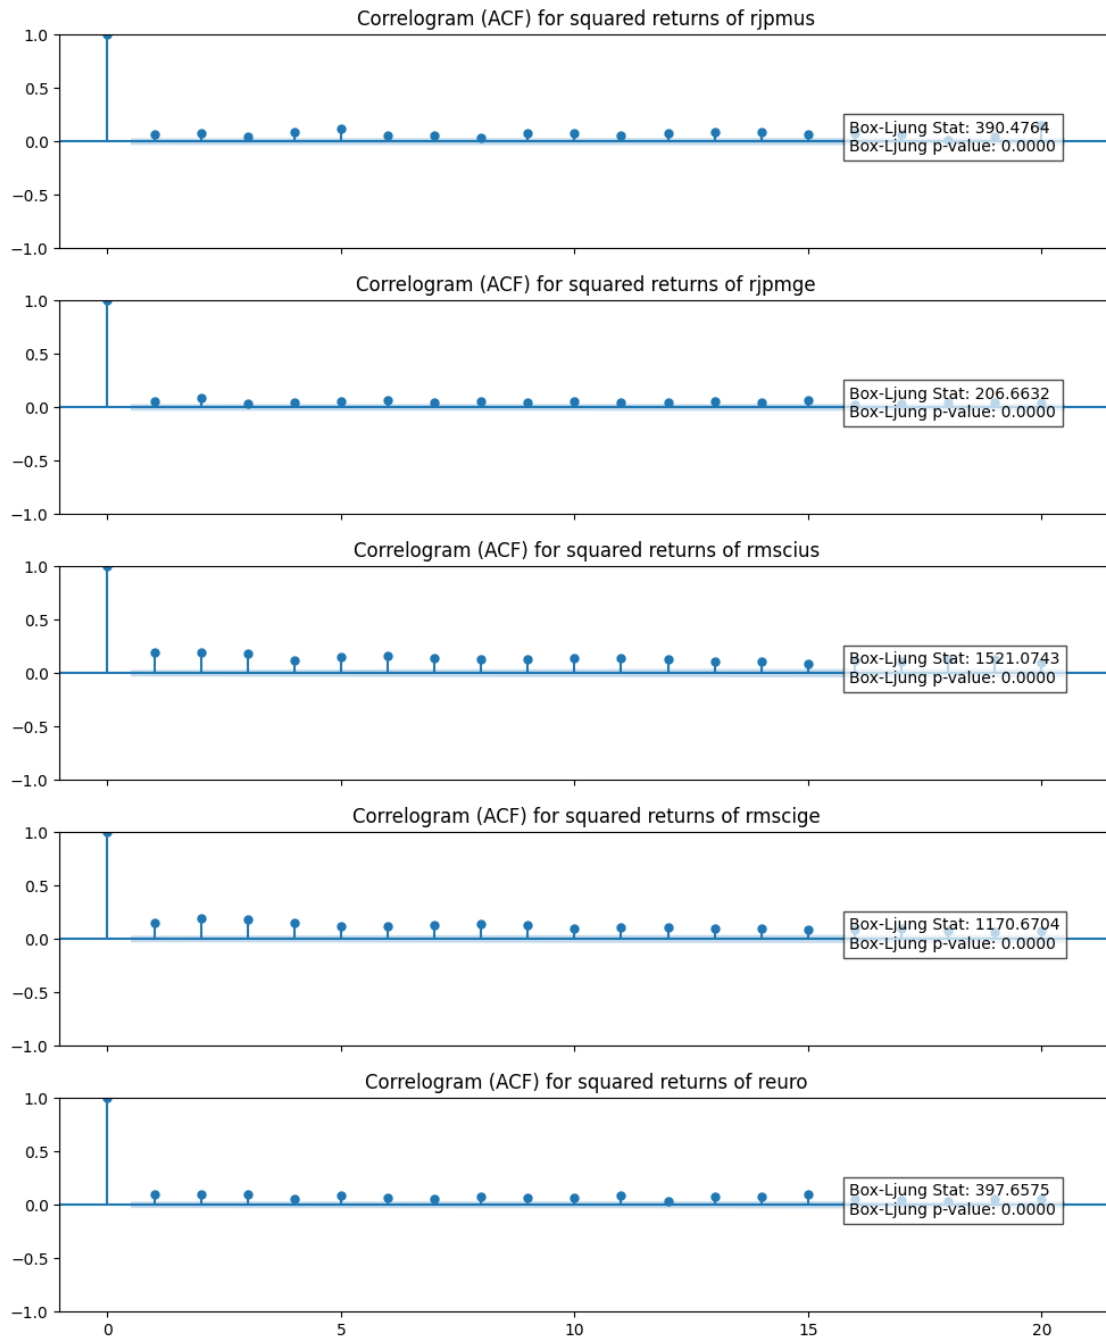 Correlogram (ACF) for squared returns of rjpmus
1.0
0.5
0.0
−0.5
−1.0
Box-Ljung Stat: 390.4764
Box-Ljung p-value: 0.0000
Correlogram (ACF) for squared returns of rjpmge
1.0
0.5
0.0
−0.5
−1.0
Box-Ljung Stat: 206.6632
Box-Ljung p-value: 0.0000
Correlogram (ACF) for squared returns of rmscius
1.0
0.5
0.0
−0.5
−1.0
Box-Ljung Stat: 1521.0743
Box-Ljung p-value: 0.0000
Correlogram (ACF) for squared returns of rmscige
1.0
0.5
0.0
−0.5
−1.0
Box-Ljung Stat: 1170.6704
Box-Ljung p-value: 0.0000
Correlogram (ACF) for squared returns of reuro
1.0
0.5
0.0
−0.5
−1.0
Box-Ljung Stat: 397.6575
Box-Ljung p-value: 0.0000
0 5 10 15 20